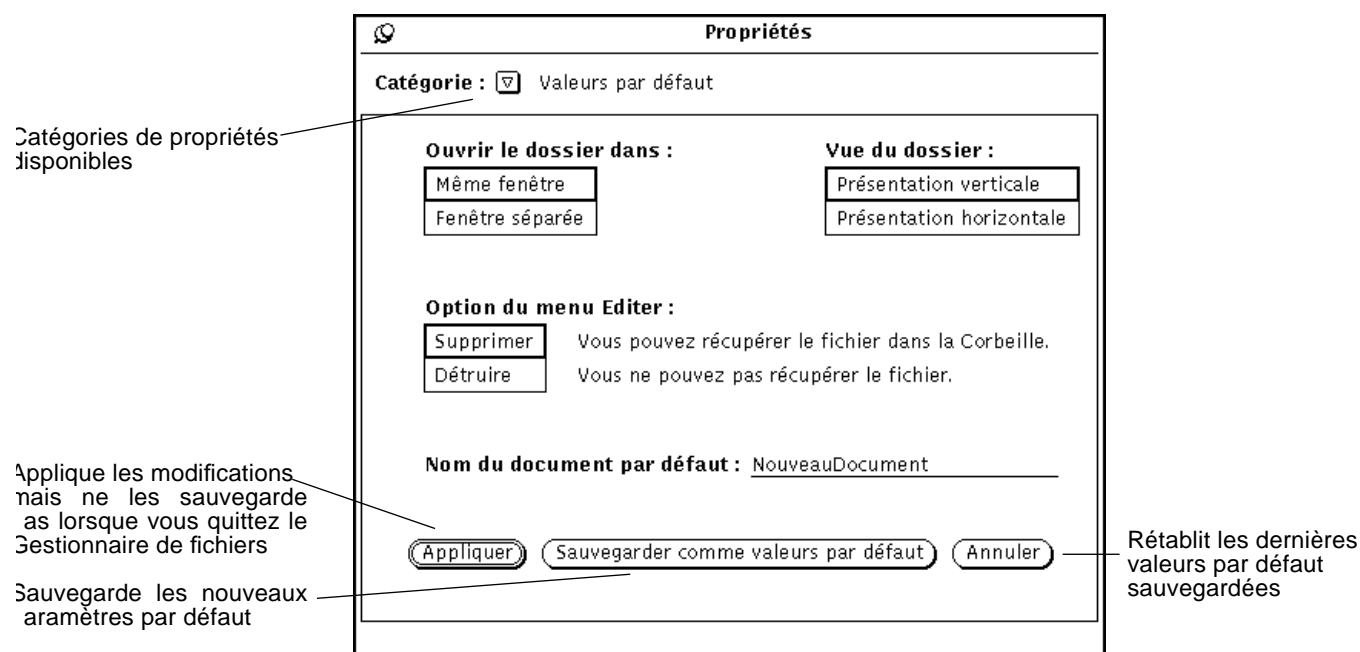 Propriétés
Catégorie : Valeurs par défaut
Catégories de propriétés
disponibles
Ouvrir le dossier dans :
Même fenêtre
Fenêtre séparée
Vue du dossier :
Présentation verticale
Présentation horizontale
Option du menu Editer :
Supprimer Vous pouvez récupérer le fichier dans la Corbeille.
Détruire Vous ne pouvez pas récupérer le fichier.
Nom du document par défaut : NouveauDocument
Applique les modifications
mais ne les sauvegarde
as lorsque vous quittez le
Gestionnaire de fichiers
Appliquer Sauvegarder comme valeurs par défaut Annuler
Rétablit les dernières
valeurs par défaut
sauvegardées
Sauvegarde les nouveaux
aramètres par défaut